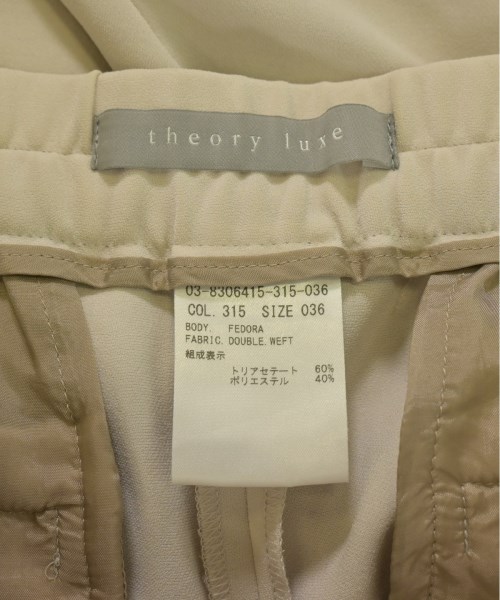 theory luxe
03-8306415-315-036
COL. 315 SIZE 036
BODY. FEDORA
FABRIC. DOUBLE. WEFT
組成表示
トリアセテート 60%
ポリエステル 40%